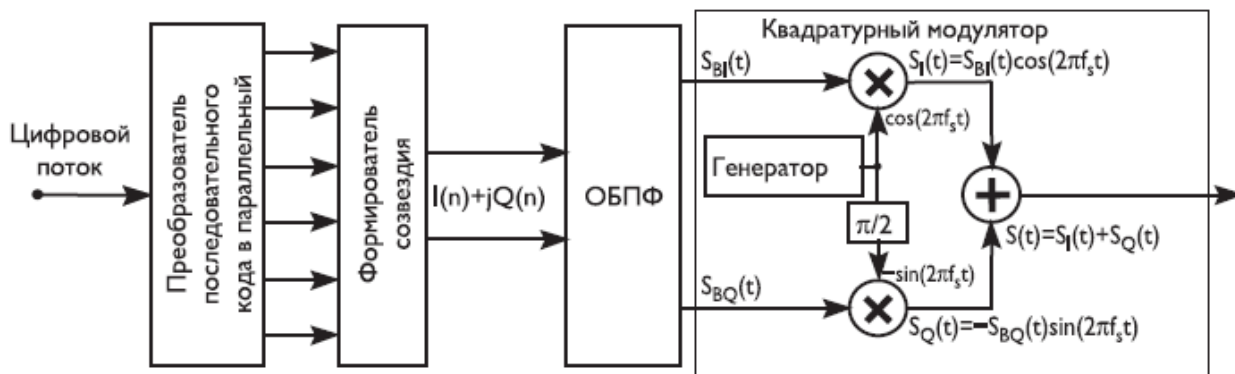 Цифровой
поток
Преобразователь
последовательного
кода в параллельный
Формирователь
созвездия
I(n)+jQ(n)
ОБПФ
S_BI(t)
S_BQ(t)
Квадратурный модулятор
S_I(t)=S_BI(t)cos(2πf_st)
cos(2πf_st)
Генератор
π/2
−sin(2πf_st)
S_Q(t)=−S_BQ(t)sin(2πf_st)
S(t)=S_I(t)+S_Q(t)